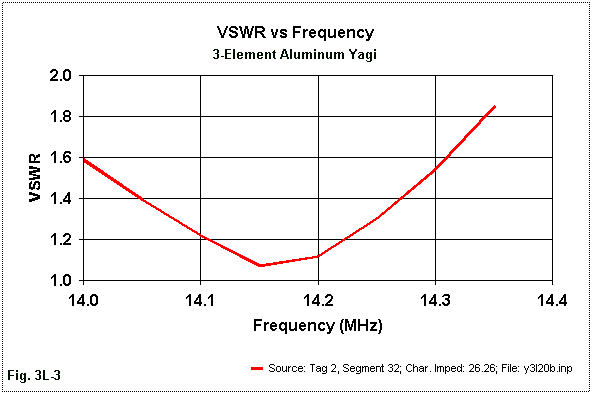 VSWR vs Frequency
3-Element Aluminum Yagi
2.0
1.8
1.6
1.4
1.2
1.0
VSWR
14.0 14.1 14.2 14.3 14.4
Frequency (MHz)
Source: Tag 2, Segment 32; Char. Imped: 26.26; File: y3l20b.inp
Fig. 3L-3